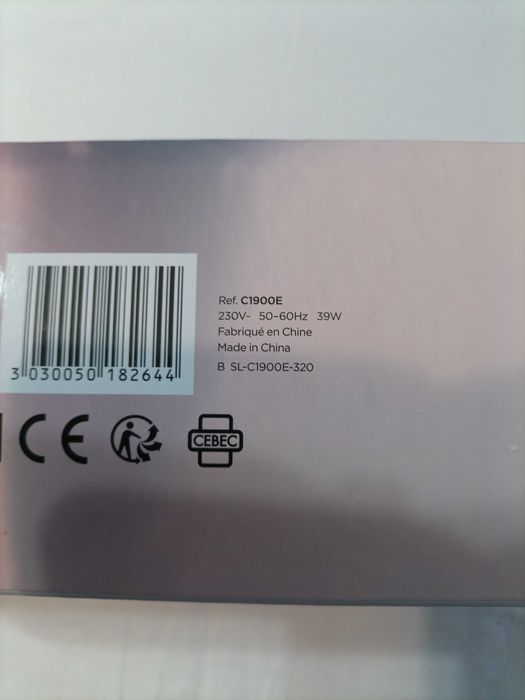 Ref. C1900E
230V~ 50-60Hz 39W
Fabriqué en Chine
Made in China
B SL-C1900E-320
3 030050 182644
CE
CEBEC